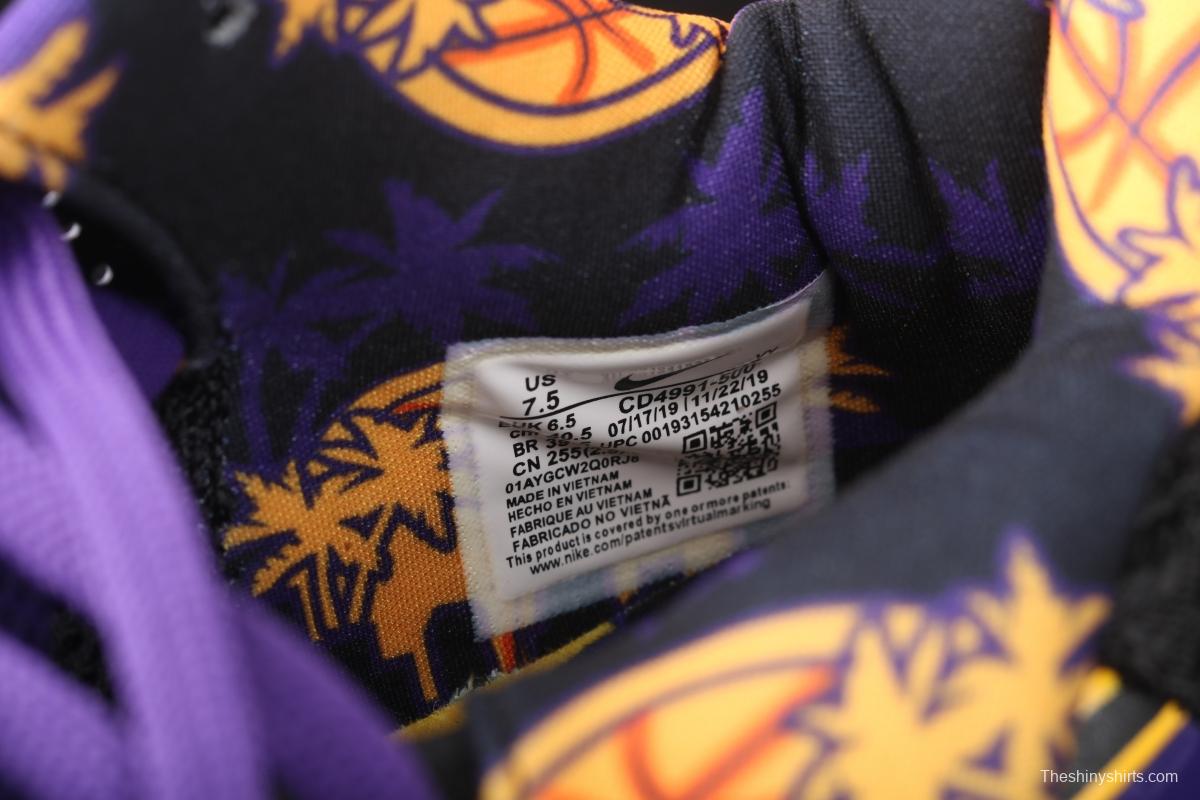 US
7.5
UK 6.5
CD4991-500
07/17/19 | 11/22/19
BR 39.5
UPC 00193154210255
CN 255
01AYGCW2Q0RJ8
MADE IN VIETNAM
HECHO EN VIETNAM
FABRIQUE AU VIETNAM
FABRICADO NO VIETNÃ
This product is covered by one or more patents:
www.nike.com/patentsvirtualmarking
Theshinyshirts.com